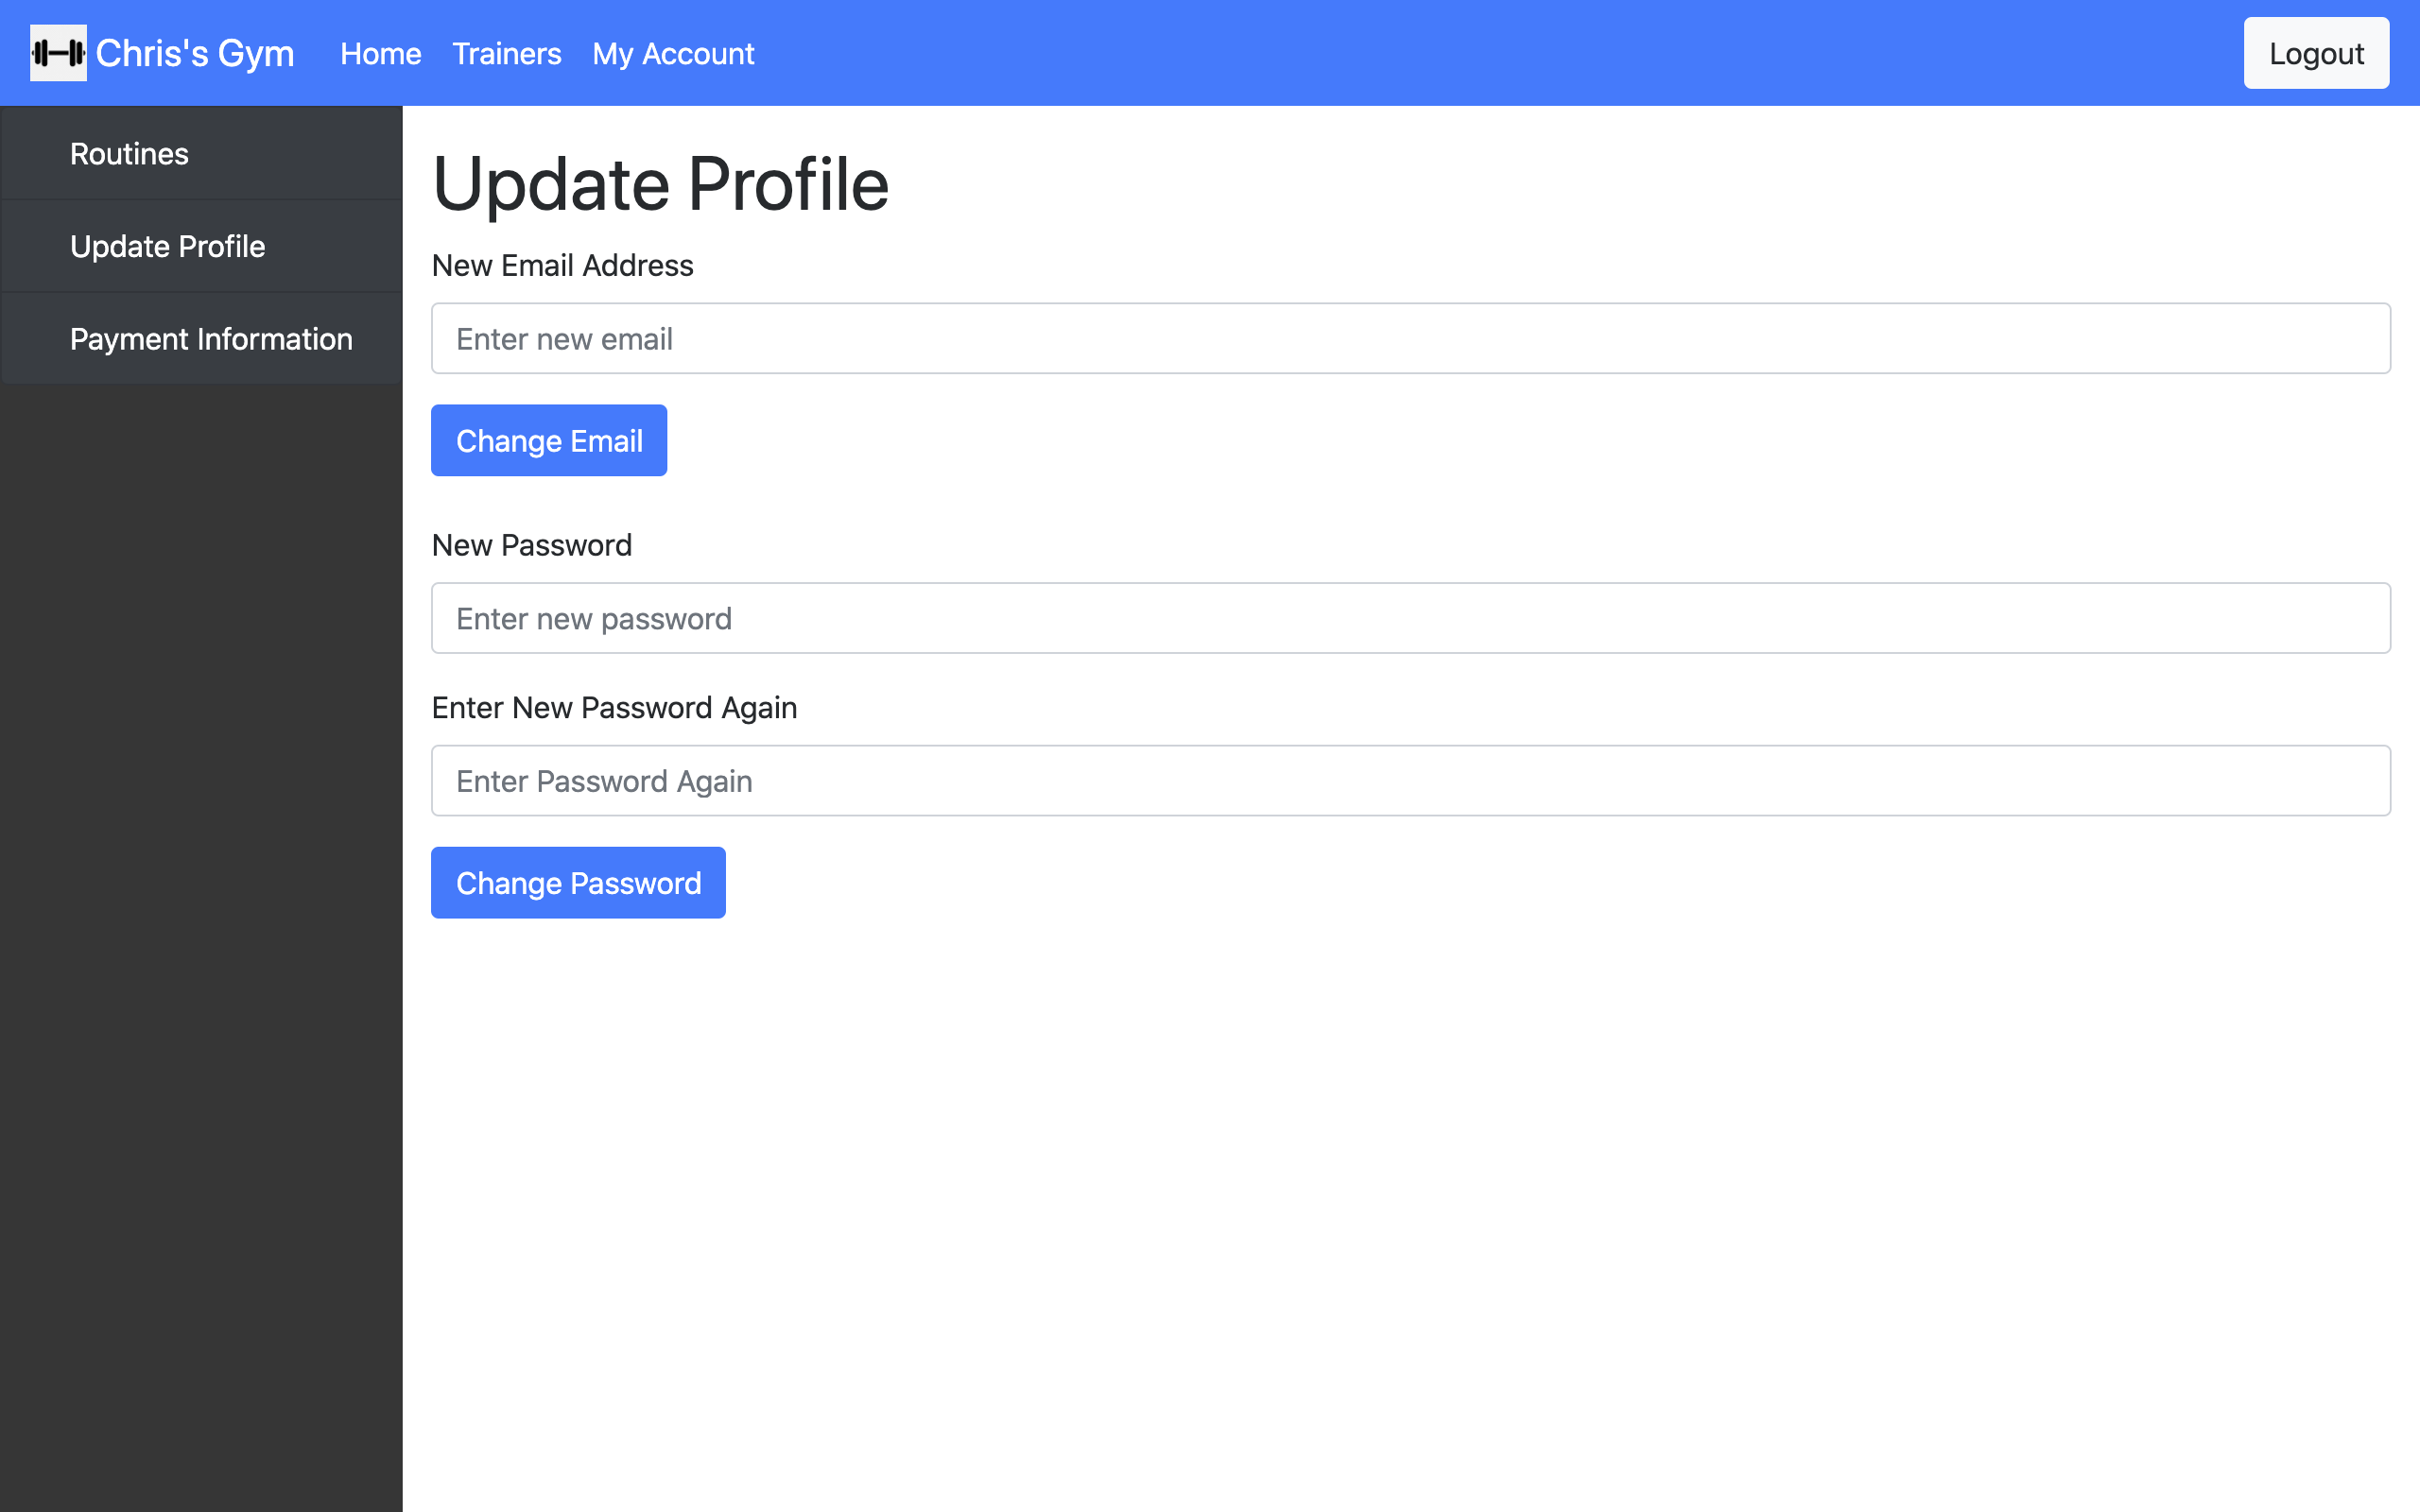 Chris's Gym Home Trainers My Account Logout
Routines
Update Profile
Payment Information
Update Profile
New Email Address
Enter new email
Change Email
New Password
Enter new password
Enter New Password Again
Enter Password Again
Change Password